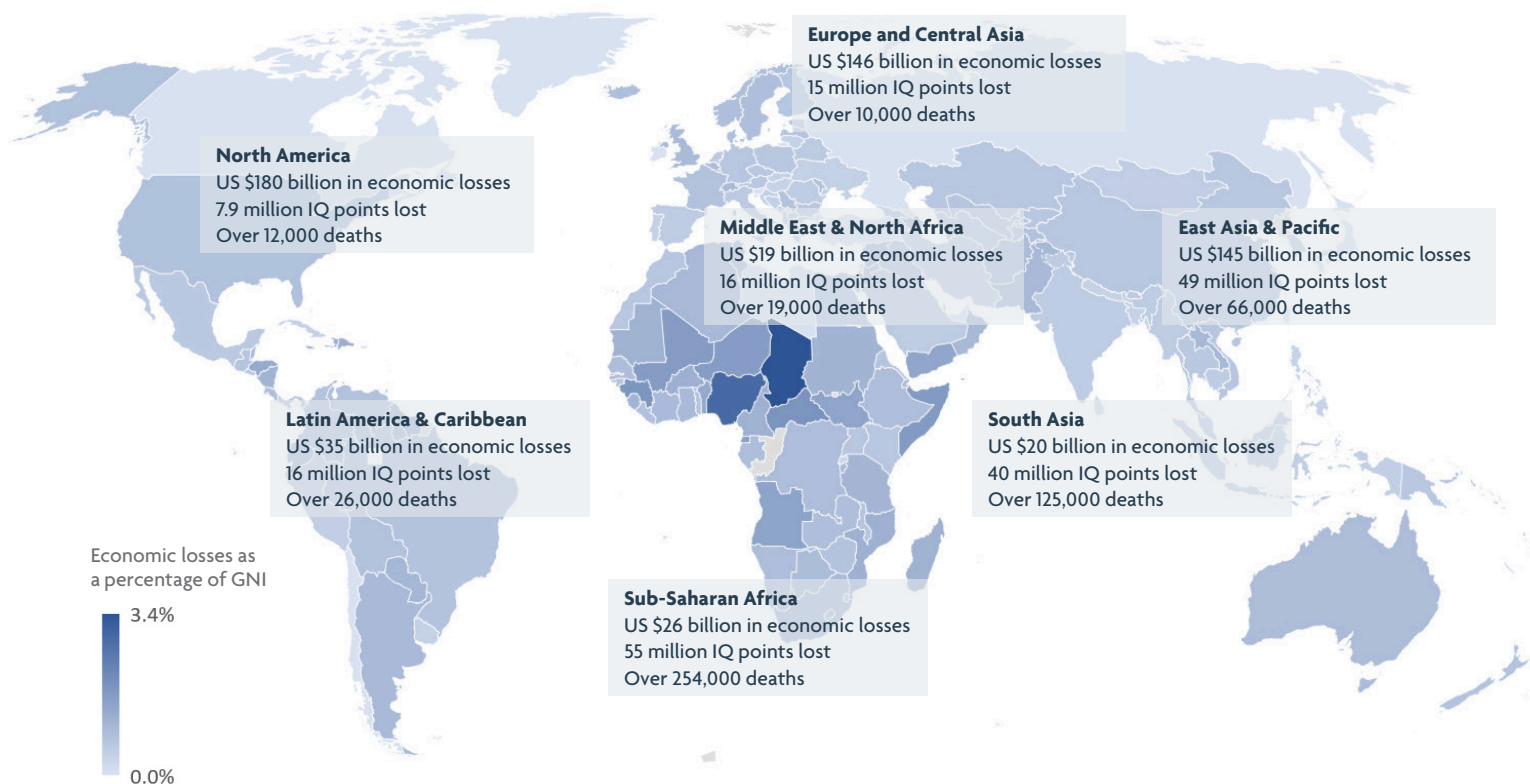 Europe and Central Asia
US $146 billion in economic losses
15 million IQ points lost
Over 10,000 deaths
North America
US $180 billion in economic losses
7.9 million IQ points lost
Over 12,000 deaths
Middle East & North Africa
US $19 billion in economic losses
16 million IQ points lost
Over 19,000 deaths
East Asia & Pacific
US $145 billion in economic losses
49 million IQ points lost
Over 66,000 deaths
Latin America & Caribbean
US $35 billion in economic losses
16 million IQ points lost
Over 26,000 deaths
South Asia
US $20 billion in economic losses
40 million IQ points lost
Over 125,000 deaths
Sub-Saharan Africa
US $26 billion in economic losses
55 million IQ points lost
Over 254,000 deaths
Economic losses as
a percentage of GNI
3.4%
0.0%